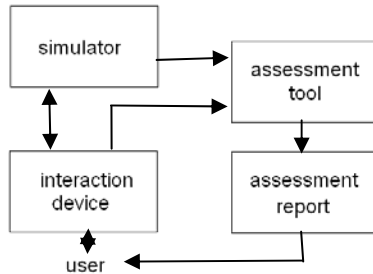 simulator
assessment
tool
interaction
device
assessment
report
user